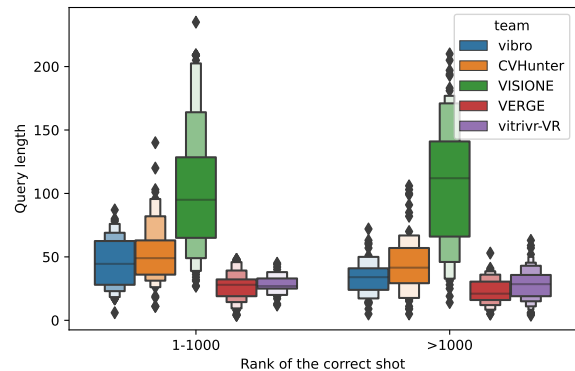 team
vibro
CVHunter
VISIONE
VERGE
vitrivr-VR
Query length
200
150
100
50
0
1-1000
>1000
Rank of the correct shot